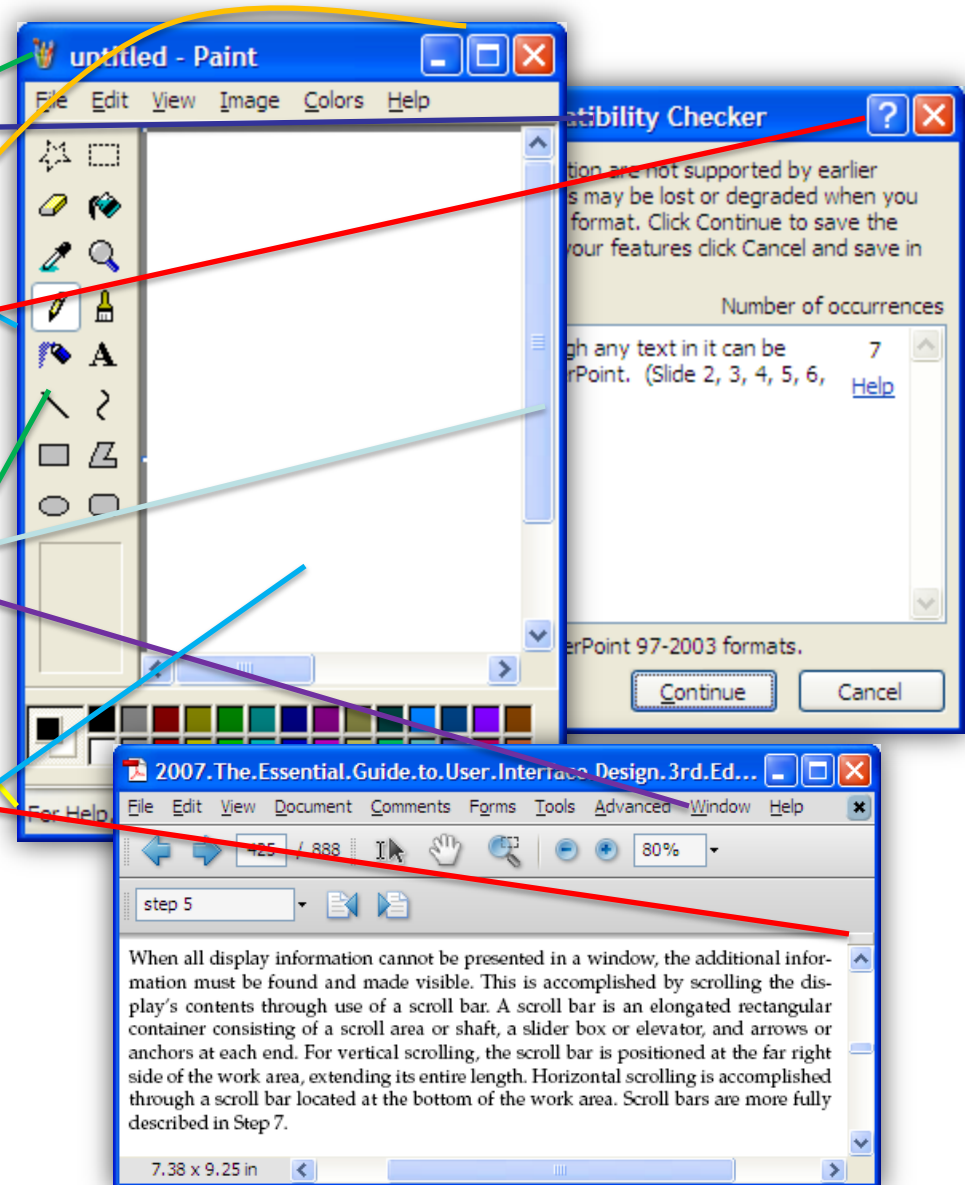 untitled - Paint
File Edit View Image Colors Help
A
For Help,
atibility Checker
?
tion are not supported by earlier
s may be lost or degraded when you
format. Click Continue to save the
your features click Cancel and save in
Number of occurrences
gh any text in it can be 7
rPoint. (Slide 2, 3, 4, 5, 6, Help
erPoint 97-2003 formats.
Continue Cancel
2007.The.Essential.Guide.to.User.Interface.Design.3rd.Ed...
File Edit View Document Comments Forms Tools Advanced Window Help
425 / 888 80%
step 5
When all display information cannot be presented in a window, the additional infor-
mation must be found and made visible. This is accomplished by scrolling the dis-
play's contents through use of a scroll bar. A scroll bar is an elongated rectangular
container consisting of a scroll area or shaft, a slider box or elevator, and arrows or
anchors at each end. For vertical scrolling, the scroll bar is positioned at the far right
side of the work area, extending its entire length. Horizontal scrolling is accomplished
through a scroll bar located at the bottom of the work area. Scroll bars are more fully
described in Step 7.
7.38 x 9.25 in